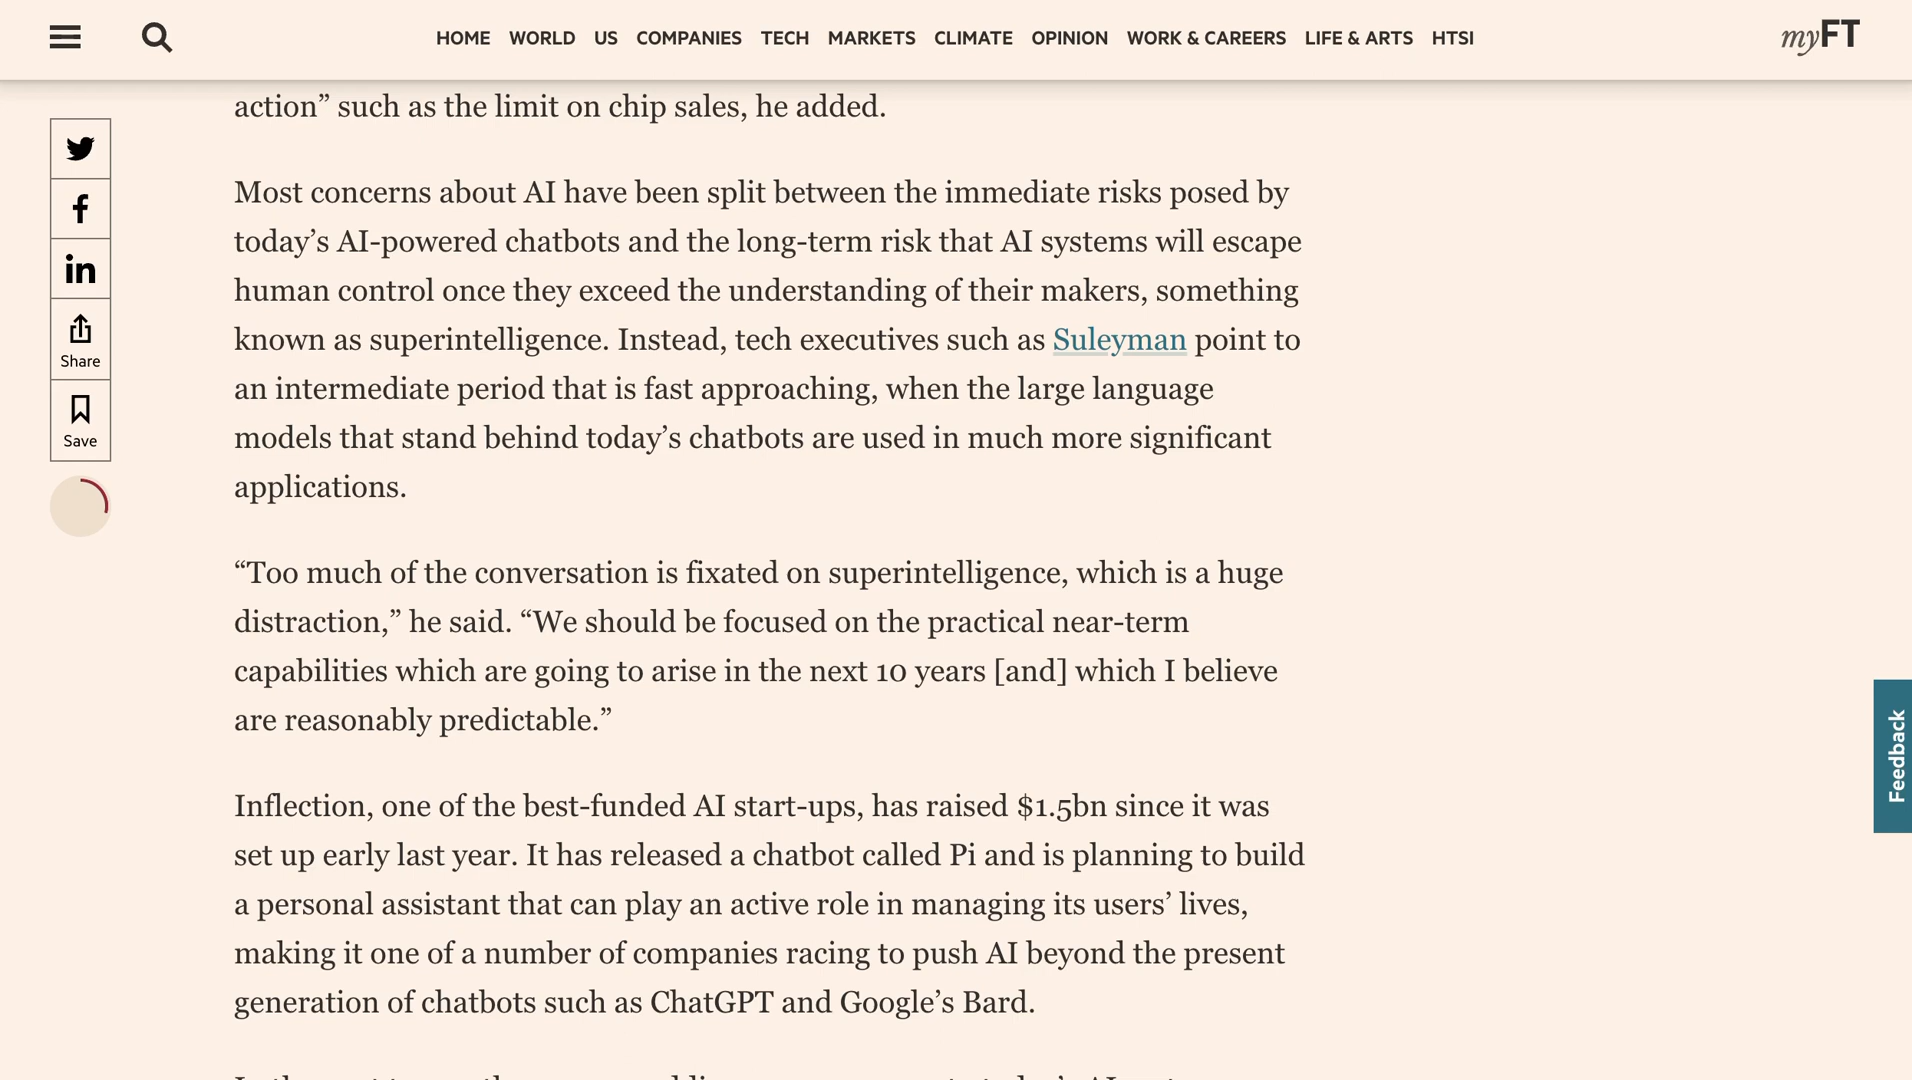 HOME WORLD US COMPANIES TECH MARKETS CLIMATE OPINION WORK & CAREERS LIFE & ARTS HTSI
myFT
action” such as the limit on chip sales, he added.
Share
Save
Most concerns about AI have been split between the immediate risks posed by
today’s AI-powered chatbots and the long-term risk that AI systems will escape
human control once they exceed the understanding of their makers, something
known as superintelligence. Instead, tech executives such as Suleyman point to
an intermediate period that is fast approaching, when the large language
models that stand behind today’s chatbots are used in much more significant
applications.
“Too much of the conversation is fixated on superintelligence, which is a huge
distraction,” he said. “We should be focused on the practical near-term
capabilities which are going to arise in the next 10 years [and] which I believe
are reasonably predictable.”
Feedback
Inflection, one of the best-funded AI start-ups, has raised $1.5bn since it was
set up early last year. It has released a chatbot called Pi and is planning to build
a personal assistant that can play an active role in managing its users’ lives,
making it one of a number of companies racing to push AI beyond the present
generation of chatbots such as ChatGPT and Google’s Bard.